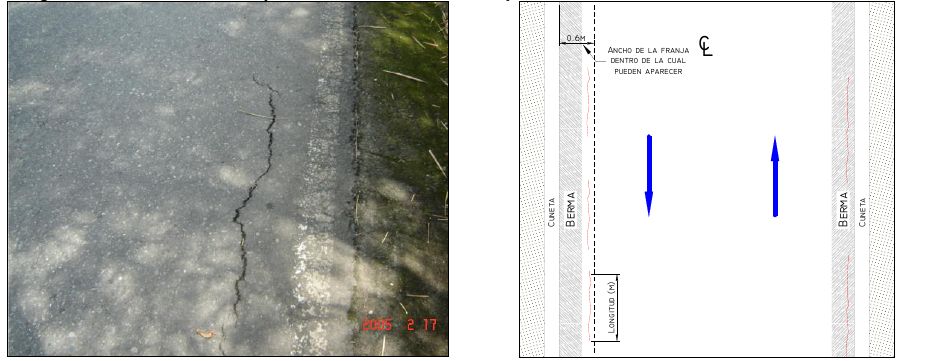 2005 2 17
0.6M
ANCHO DE LA FRANJA
DENTRO DE LA CUAL
PUEDEN APARECER
CL
CUNETA
BERMA
LONGITUD (M)
BERMA
CUNETA